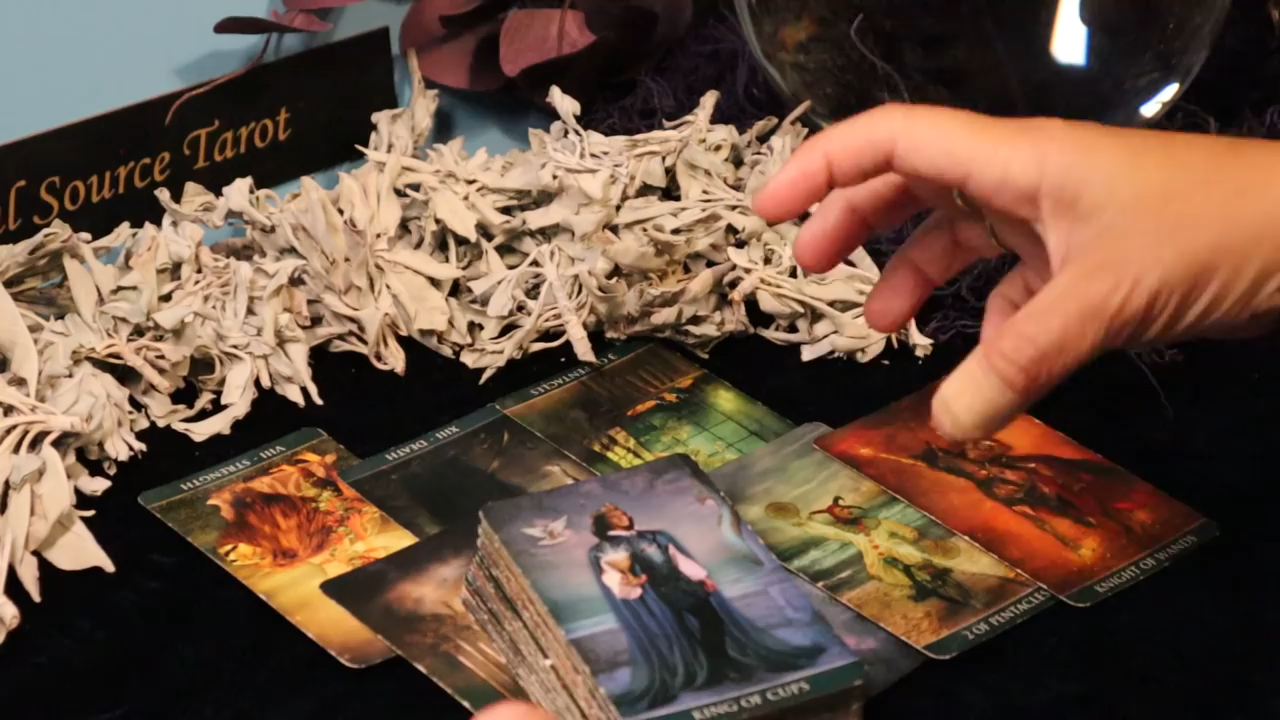 l Source Tarot
3 OF PENTACLES
XIII · DEATH
VIII · STRENGTH
KNIGHT OF WANDS
2 OF PENTACLES
KING OF CUPS